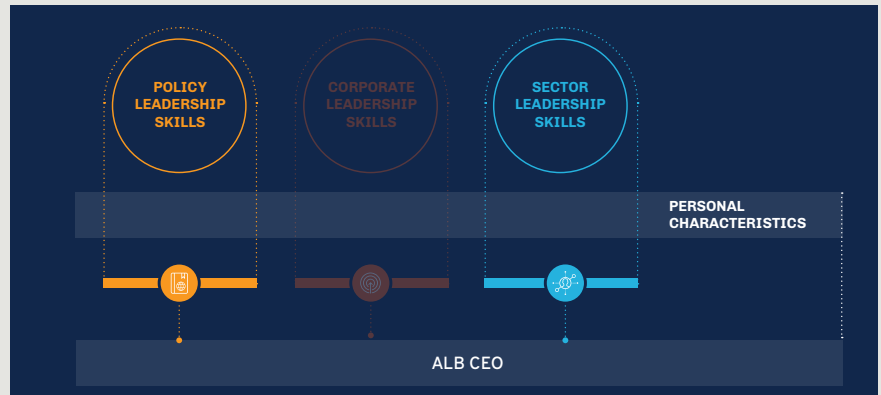 POLICY
LEADERSHIP
SKILLS
CORPORATE
LEADERSHIP
SKILLS
SECTOR
LEADERSHIP
SKILLS
PERSONAL
CHARACTERISTICS
ALB CEO